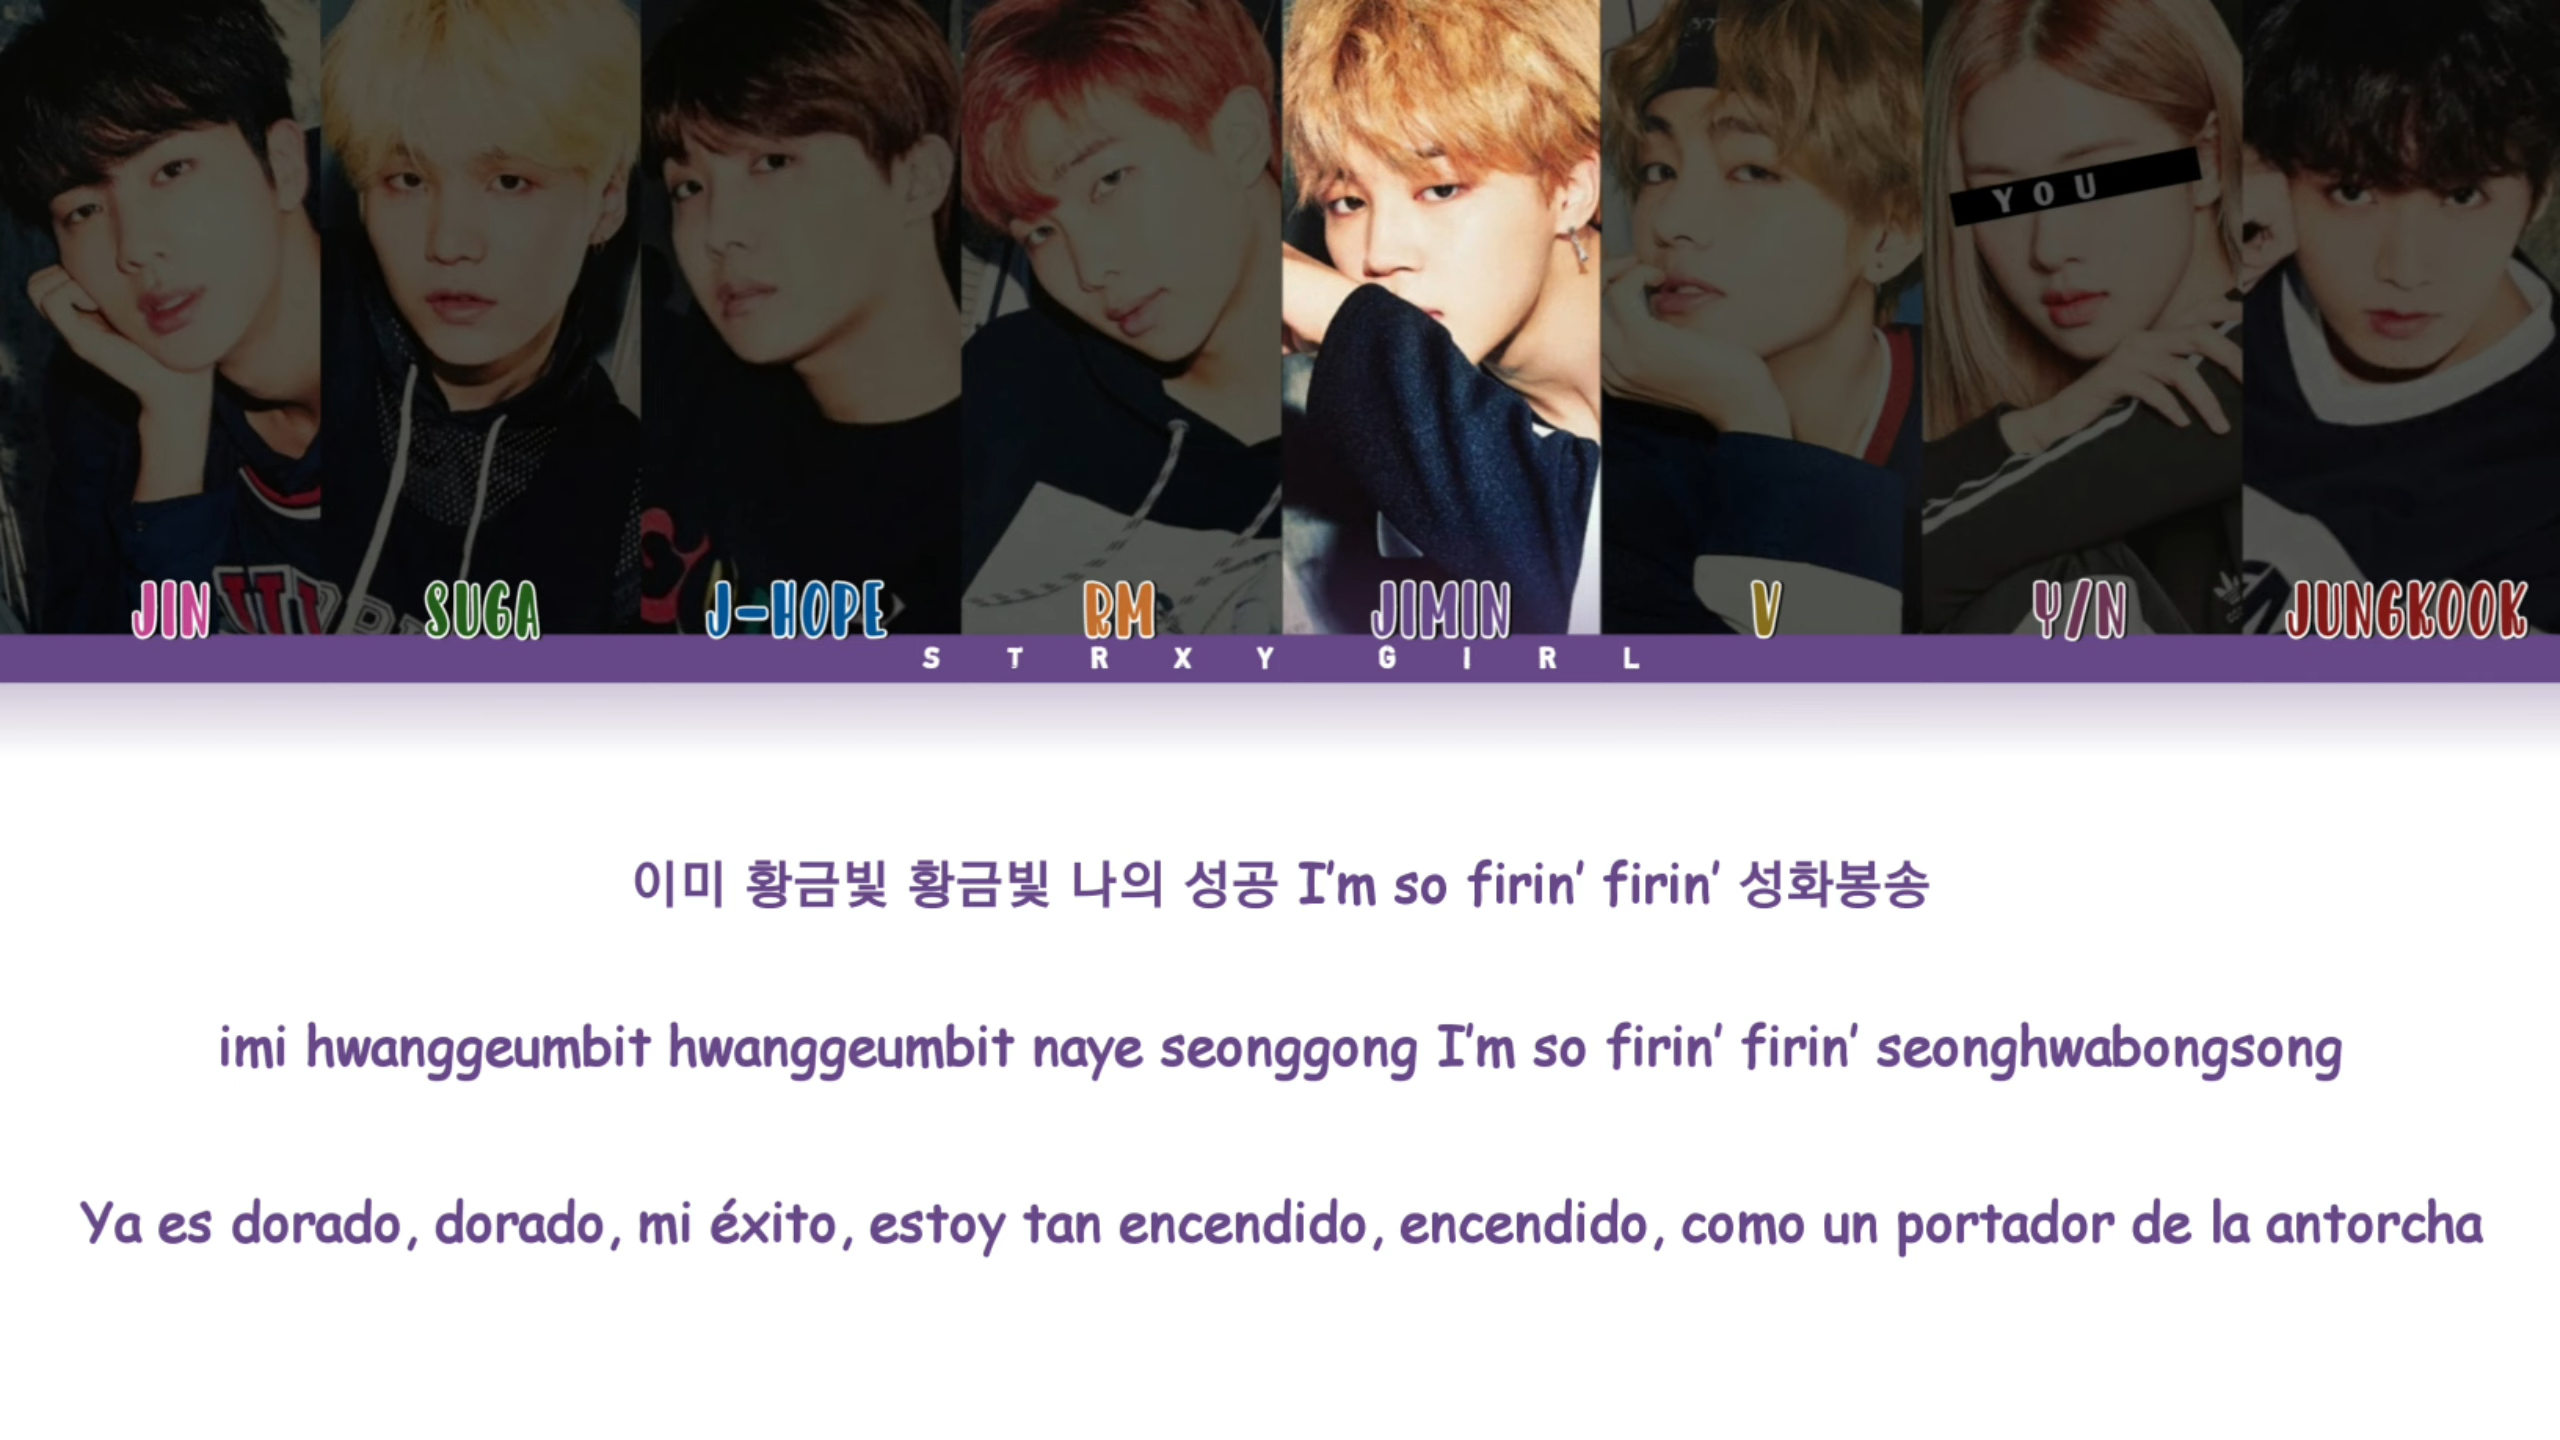 YOU
JIN SUGA J-HOPE RM JIMIN V Y/N JUNGKOOK
STRXY GIRL
이미 황금빛 황금빛 나의 성공 I'm so firin' firin' 성화봉송
imi hwanggeumbit hwanggeumbit naye seonggong I'm so firin' firin' seonghwabongsong
Ya es dorado, dorado, mi éxito, estoy tan encendido, encendido, como un portador de la antorcha